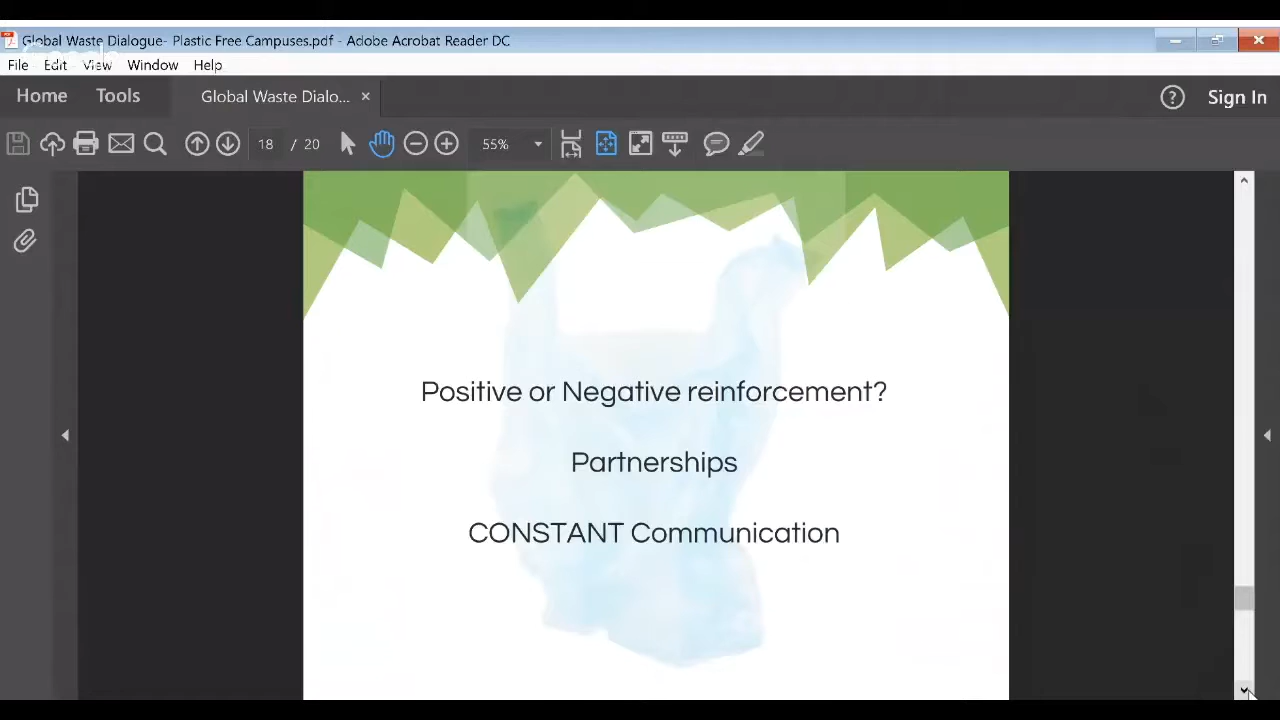 Global Waste Dialogue- Plastic Free Campuses.pdf - Adobe Acrobat Reader DC
Google
File Edit View Window Help
Home Tools Global Waste Dialo... × ? Sign In
18 / 20 55%
Positive or Negative reinforcement?
Partnerships
CONSTANT Communication